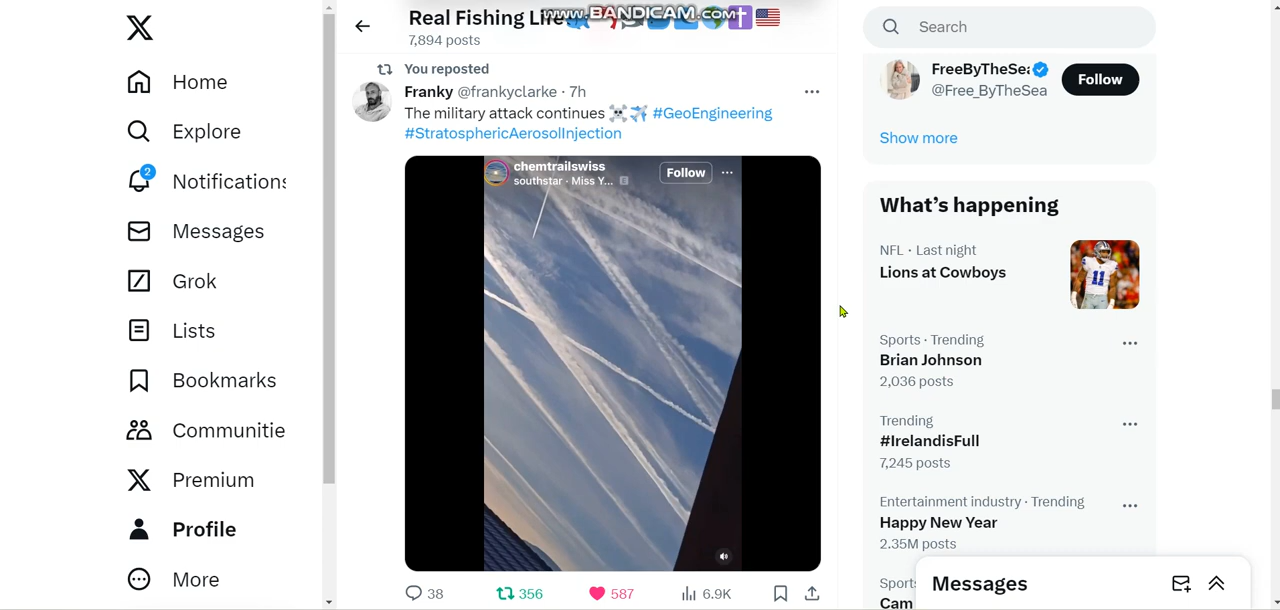 Home
Explore
2
Notifications
Messages
Grok
Lists
Bookmarks
Communitie
Premium
Profile
More
Real Fishing Life
www.BANDICAM.com
7,894 posts
You reposted
Franky @frankyclarke · 7h
The military attack continues ☠️✈️ #GeoEngineering
#StratosphericAerosolInjection
chemtrailswiss
southstar · Miss Y... E
Follow
38
356
587
6.9K
Search
FreeByTheSea
@Free_ByTheSea
Follow
Show more
What's happening
NFL · Last night
Lions at Cowboys
11
Sports · Trending
Brian Johnson
2,036 posts
Trending
#IrelandisFull
7,245 posts
Entertainment industry · Trending
Happy New Year
2.35M posts
Sports
Cam
Messages